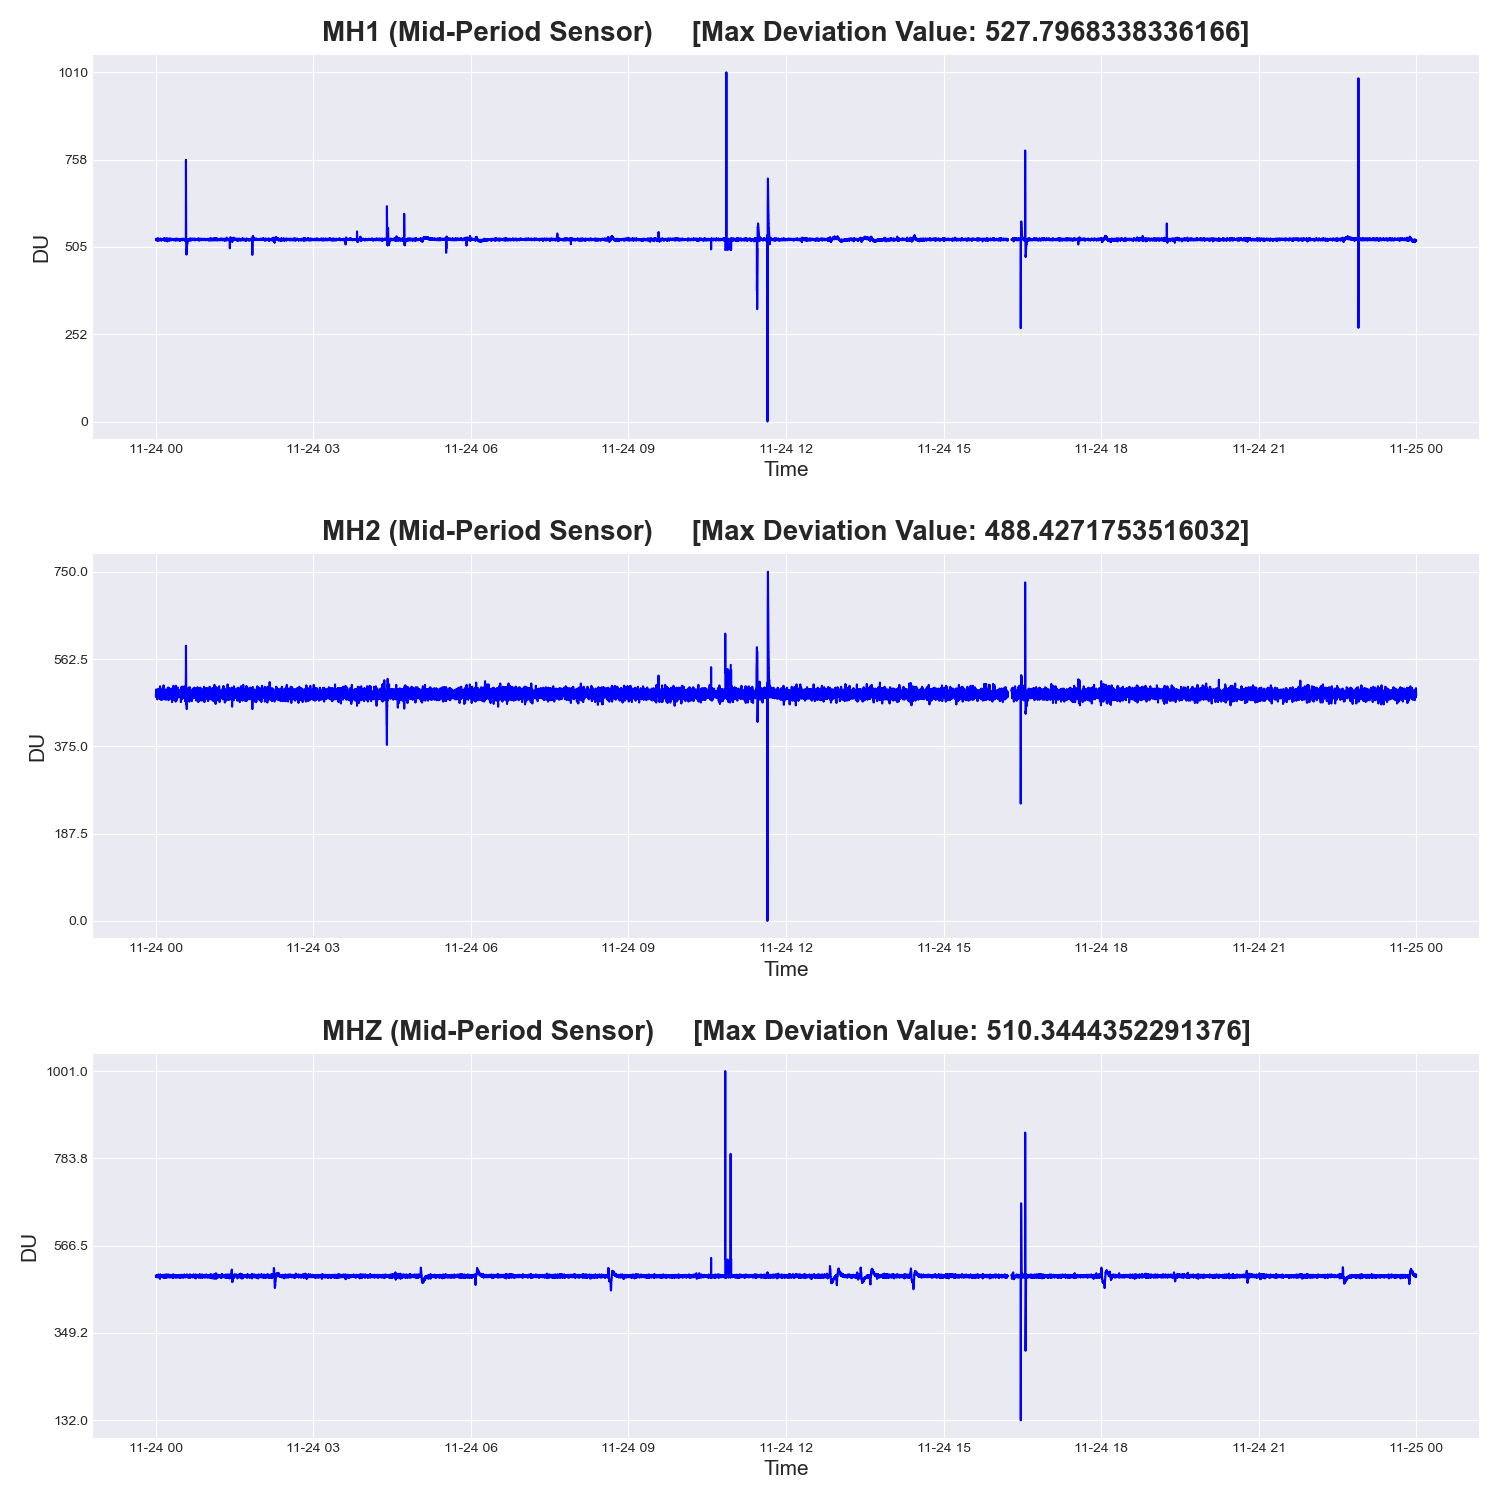 MH1 (Mid-Period Sensor) [Max Deviation Value: 527.7968338336166]
1010
758
505
252
0
DU
11-24 00 11-24 03 11-24 06 11-24 09 11-24 12 11-24 15 11-24 18 11-24 21 11-25 00
Time
MH2 (Mid-Period Sensor) [Max Deviation Value: 488.4271753516032]
750.0
562.5
375.0
187.5
0.0
DU
11-24 00 11-24 03 11-24 06 11-24 09 11-24 12 11-24 15 11-24 18 11-24 21 11-25 00
Time
MHZ (Mid-Period Sensor) [Max Deviation Value: 510.3444352291376]
1001.0
783.8
566.5
349.2
132.0
DU
11-24 00 11-24 03 11-24 06 11-24 09 11-24 12 11-24 15 11-24 18 11-24 21 11-25 00
Time